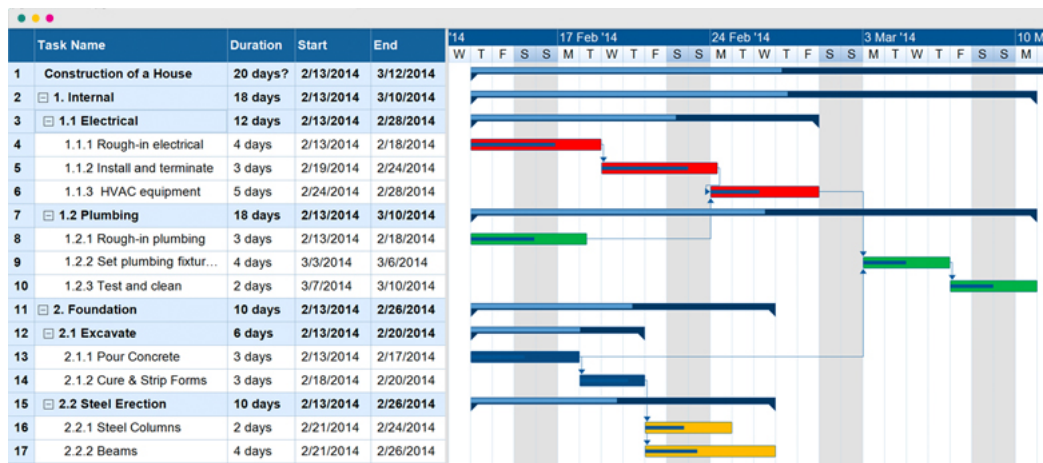 '14 17 Feb '14 24 Feb '14 3 Mar '14 10 M
Task Name Duration Start End
W T F S S M T W T F S S M T W T F S S M T W T F S S M
1 Construction of a House 20 days? 2/13/2014 3/12/2014
2 1. Internal 18 days 2/13/2014 3/10/2014
3 1.1 Electrical 12 days 2/13/2014 2/28/2014
4 1.1.1 Rough-in electrical 4 days 2/13/2014 2/18/2014
5 1.1.2 Install and terminate 3 days 2/19/2014 2/24/2014
6 1.1.3 HVAC equipment 5 days 2/24/2014 2/28/2014
7 1.2 Plumbing 18 days 2/13/2014 3/10/2014
8 1.2.1 Rough-in plumbing 3 days 2/13/2014 2/18/2014
9 1.2.2 Set plumbing fixtur... 4 days 3/3/2014 3/6/2014
10 1.2.3 Test and clean 2 days 3/7/2014 3/10/2014
11 2. Foundation 10 days 2/13/2014 2/26/2014
12 2.1 Excavate 6 days 2/13/2014 2/20/2014
13 2.1.1 Pour Concrete 3 days 2/13/2014 2/17/2014
14 2.1.2 Cure & Strip Forms 3 days 2/18/2014 2/20/2014
15 2.2 Steel Erection 10 days 2/13/2014 2/26/2014
16 2.2.1 Steel Columns 2 days 2/21/2014 2/24/2014
17 2.2.2 Beams 4 days 2/21/2014 2/26/2014